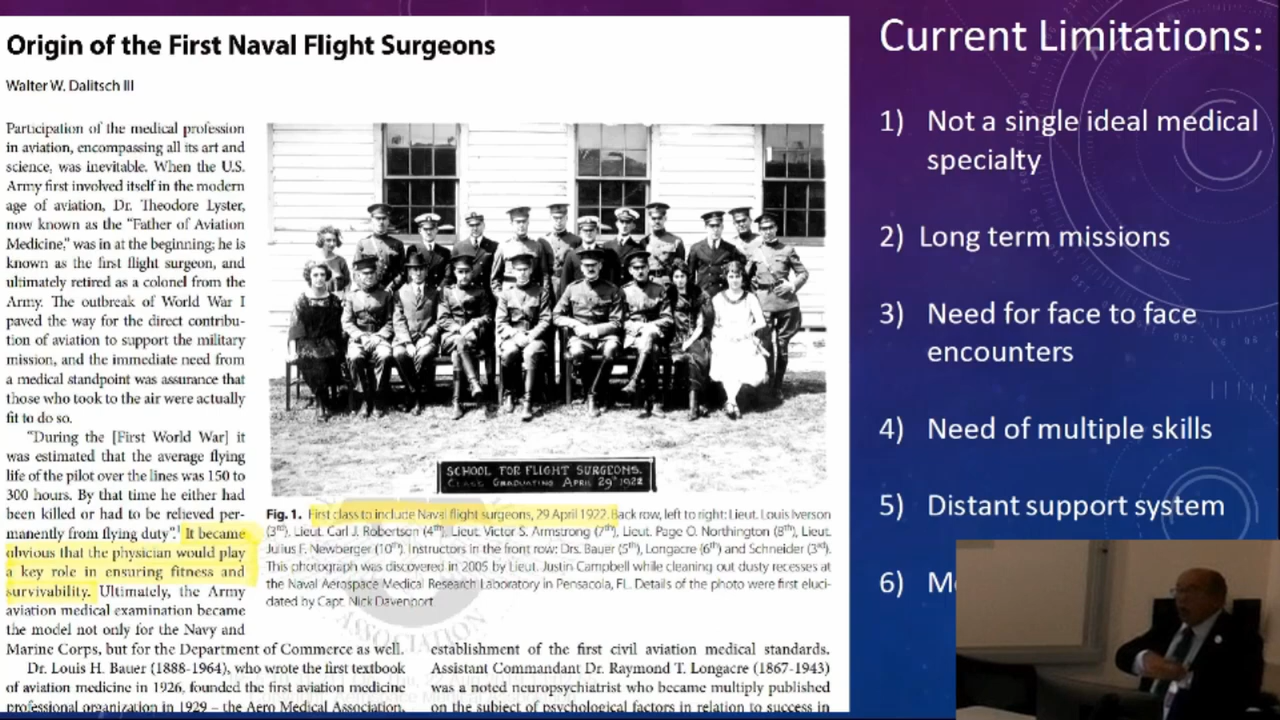 Origin of the First Naval Flight Surgeons
Walter W. Dalitsch III
Participation of the medical profession
in aviation, encompassing all its art and
science, was inevitable. When the U.S.
Army first involved itself in the modern
age of aviation, Dr. Theodore Lyster,
now known as the “Father of Aviation
Medicine,” was in at the beginning; he is
known as the first flight surgeon, and
ultimately retired as a colonel from the
Army. The outbreak of World War I
paved the way for the direct contribu-
tion of aviation to support the military
mission, and the immediate need from
a medical standpoint was assurance that
those who took to the air were actually
fit to do so.
“During the [First World War] it
was estimated that the average flying
life of the pilot over the lines was 150 to
300 hours. By that time he either had
been killed or had to be relieved per-
manently from flying duty”.1 It became
obvious that the physician would play
a key role in ensuring fitness and
survivability. Ultimately, the Army
aviation medical examination became
the model not only for the Navy and
Marine Corps, but for the Department of Commerce as well.
Dr. Louis H. Bauer (1888-1964), who wrote the first textbook
of aviation medicine in 1926, founded the first aviation medicine
professional organization in 1929 – the Aero Medical Association.
SCHOOL FOR FLIGHT SURGEONS.
CLASS GRADUATING APRIL 29th 1922
Fig. 1. First class to include Naval flight surgeons, 29 April 1922. Back row, left to right: Lieut. Louis Iverson
(3rd), Lieut. Carl J. Robertson (4th), Lieut. Victor S. Armstrong (7th), Lieut. Page O. Northington (8th), Lieut.
Julius F. Newberger (10th). Instructors in the front row: Drs. Bauer (5th), Longacre (6th) and Schneider (3rd).
This photograph was discovered in 2005 by Lieut. Justin Campbell while cleaning out dusty recesses at
the Naval Aerospace Medical Research Laboratory in Pensacola, FL. Details of the photo were first eluci-
dated by Capt. Nick Davenport.
ASSOCIATION
establishment of the first civil aviation medical standards.
Assistant Commandant Dr. Raymond T. Longacre (1867-1943)
was a noted neuropsychiatrist who became multiply published
on the subject of psychological factors in relation to success in
Current Limitations:
1) Not a single ideal medical
specialty
2) Long term missions
3) Need for face to face
encounters
4) Need of multiple skills
5) Distant support system
6)